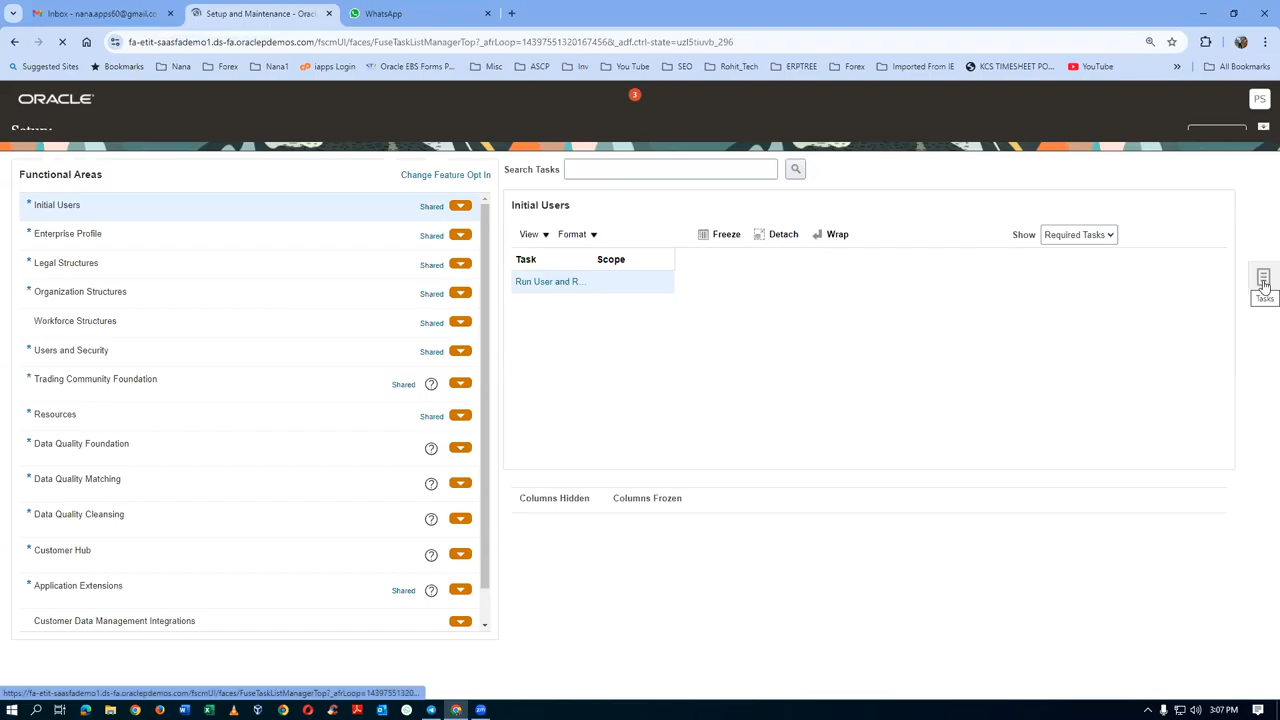 Inbox - nana.apps60@gmail.co
Setup and Maintenance - Orac
WhatsApp
fa-etit-saasfademo1.ds-fa.oraclepdemos.com/fscmUI/faces/FuseTaskListManagerTop?_afrLoop=14397551320167456&_adf.ctrl-state=uzl5tiuvb_296
Suggested Sites
Bookmarks
Nana
Forex
Nana1
iapps Login
Oracle EBS Forms P...
Misc
ASCP
Inv
You Tube
SEO
Rohit_Tech
ERPTREE
Forex
Imported From IE
KCS TIMESHEET PO...
YouTube
»
All Bookmarks
ORACLE
3
PS
Functional Areas
Change Feature Opt In
* Initial Users Shared
* Enterprise Profile Shared
* Legal Structures Shared
* Organization Structures Shared
Workforce Structures Shared
* Users and Security Shared
* Trading Community Foundation Shared ?
* Resources Shared
* Data Quality Foundation ?
* Data Quality Matching ?
* Data Quality Cleansing ?
* Customer Hub ?
* Application Extensions Shared ?
Customer Data Management Integrations
Search Tasks
Initial Users
View
Format
Freeze
Detach
Wrap
Show Required Tasks
Task Scope
Run User and R...
Columns Hidden Columns Frozen
Tasks
https://fa-etit-saasfademo1.ds-fa.oraclepdemos.com/fscmUI/faces/FuseTaskListManagerTop?_afrLoop=14397551320...
3:07 PM